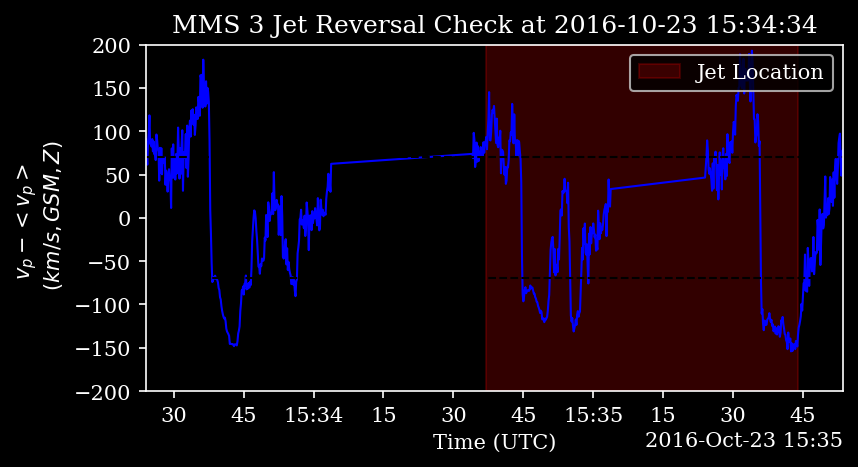 MMS 3 Jet Reversal Check at 2016-10-23 15:34:34
Jet Location
v_p − < v_p >
(km/s, GSM, Z)
200
150
100
50
0
−50
−100
−150
−200
30 45 15:34 15 30 45 15:35 15 30 45
Time (UTC)
2016-Oct-23 15:35